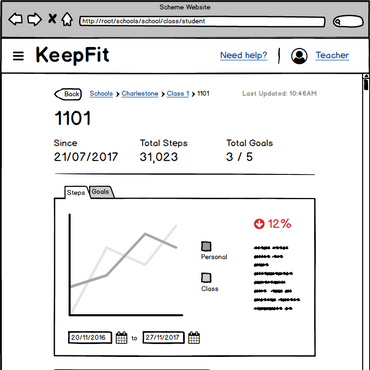 Scheme Website
http://root/schools/school/class/student
KeepFit
Need help?
Teacher
Back
Schools > Charlestone > Class 1 > 1101
Last Updated: 10:46AM
1101
Since
Total Steps
Total Goals
21/07/2017
31,023
3 / 5
Steps
Goals
12%
Personal
Class
20/11/2016
to
27/11/2017